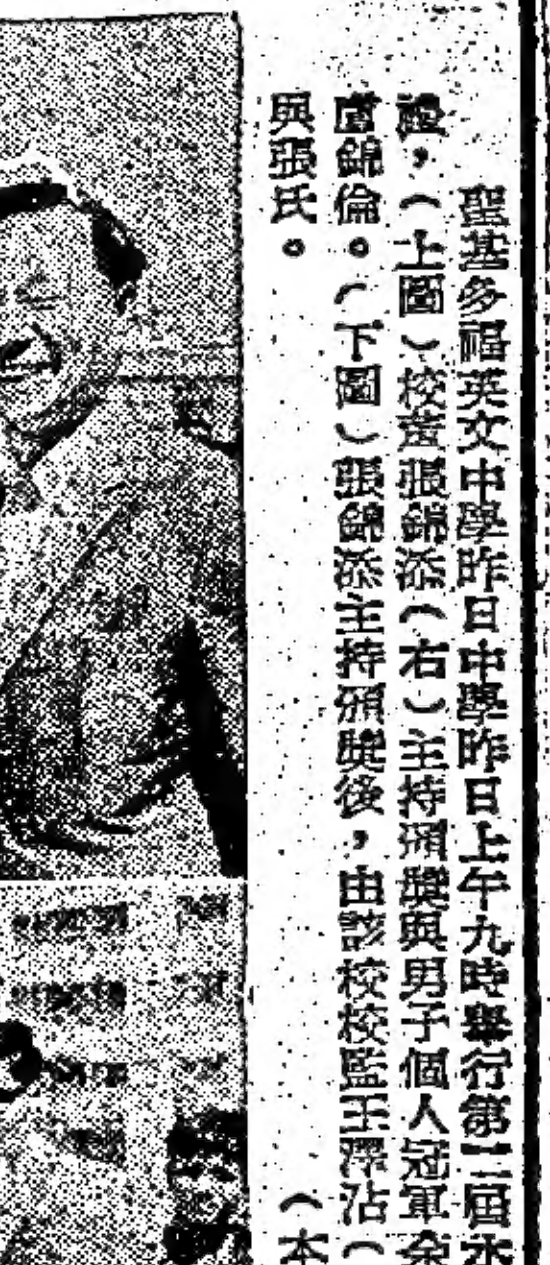 聖基多福英文中學昨日中學昨日上午九時舉行第二屆水
，（上圖）校董張錦添（右）主持頒獎與男子個人冠軍余
盧錦倫。（下圖）張錦添主持頒獎後，由該校校監王澤沾（
與張氏。（本